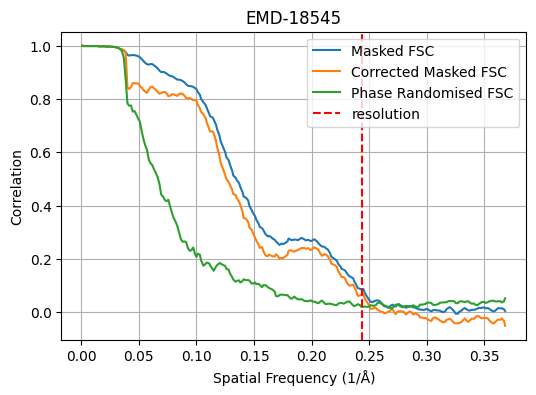 EMD-18545
Masked FSC
Corrected Masked FSC
Phase Randomised FSC
resolution
Correlation
1.0
0.8
0.6
0.4
0.2
0.0
0.00 0.05 0.10 0.15 0.20 0.25 0.30 0.35
Spatial Frequency (1/Å)